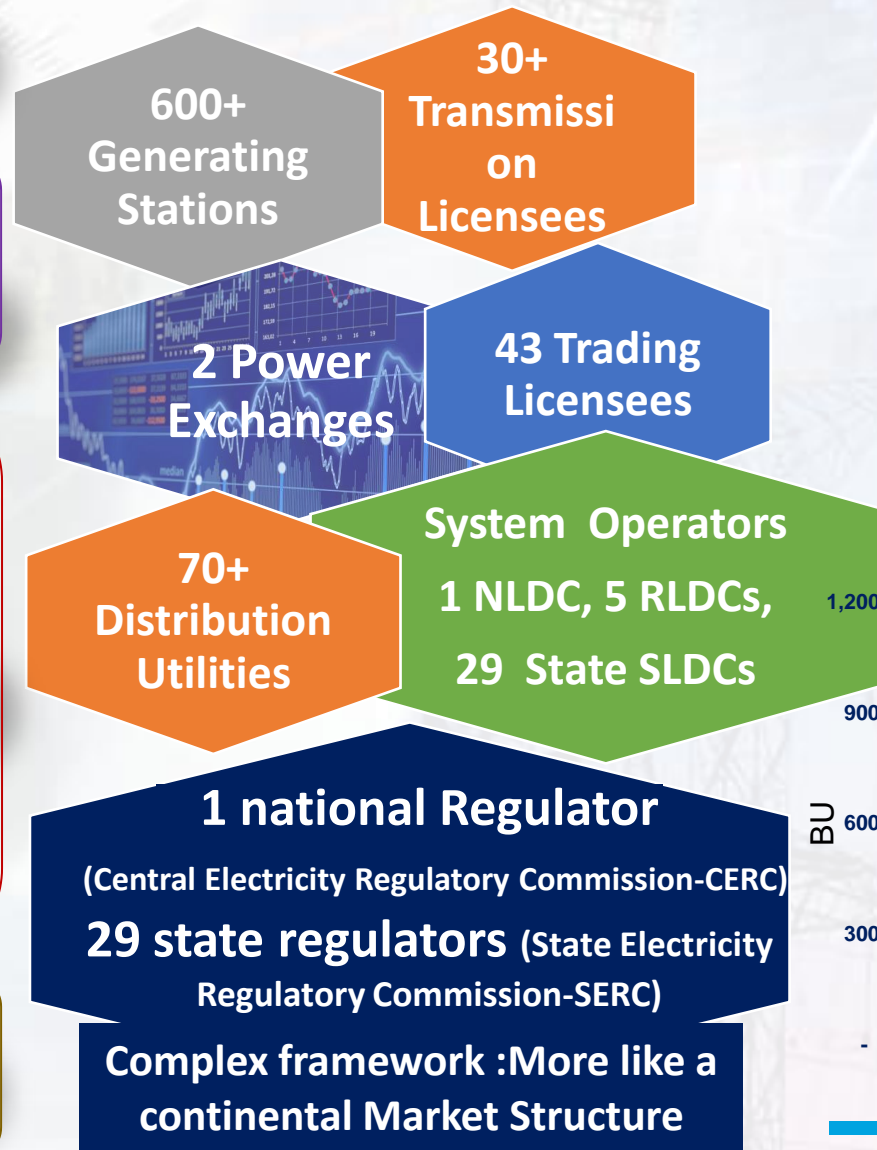 600+
Generating
Stations
30+
Transmissi
on
Licensees
2 Power
Exchanges
43 Trading
Licensees
70+
Distribution
Utilities
System Operators
1 NLDC, 5 RLDCs,
29 State SLDCs
1 national Regulator
(Central Electricity Regulatory Commission-CERC)
29 state regulators (State Electricity
Regulatory Commission-SERC)
Complex framework :More like a
continental Market Structure
1,200
900
BU
600
300
-
median